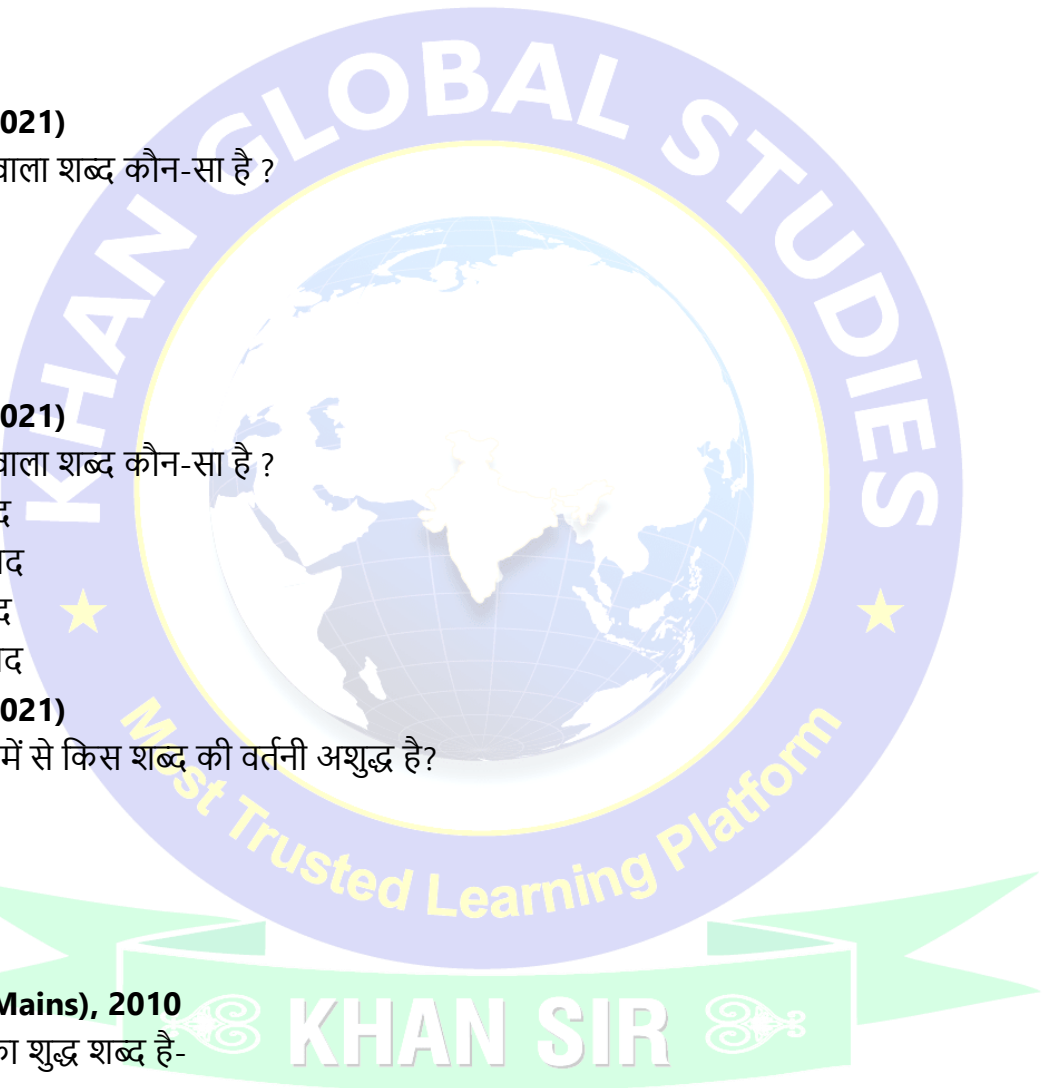 KHAN GLOBAL STUDIES
021)
वाला शब्द कौन-सा है ?
021)
वाला शब्द कौन-सा है ?
द
ाद
द
ाद
021)
में से किस शब्द की वर्तनी अशुद्ध है?
Most Trusted Learning Platform
Mains), 2010
KHAN SIR
का शुद्ध शब्द है-